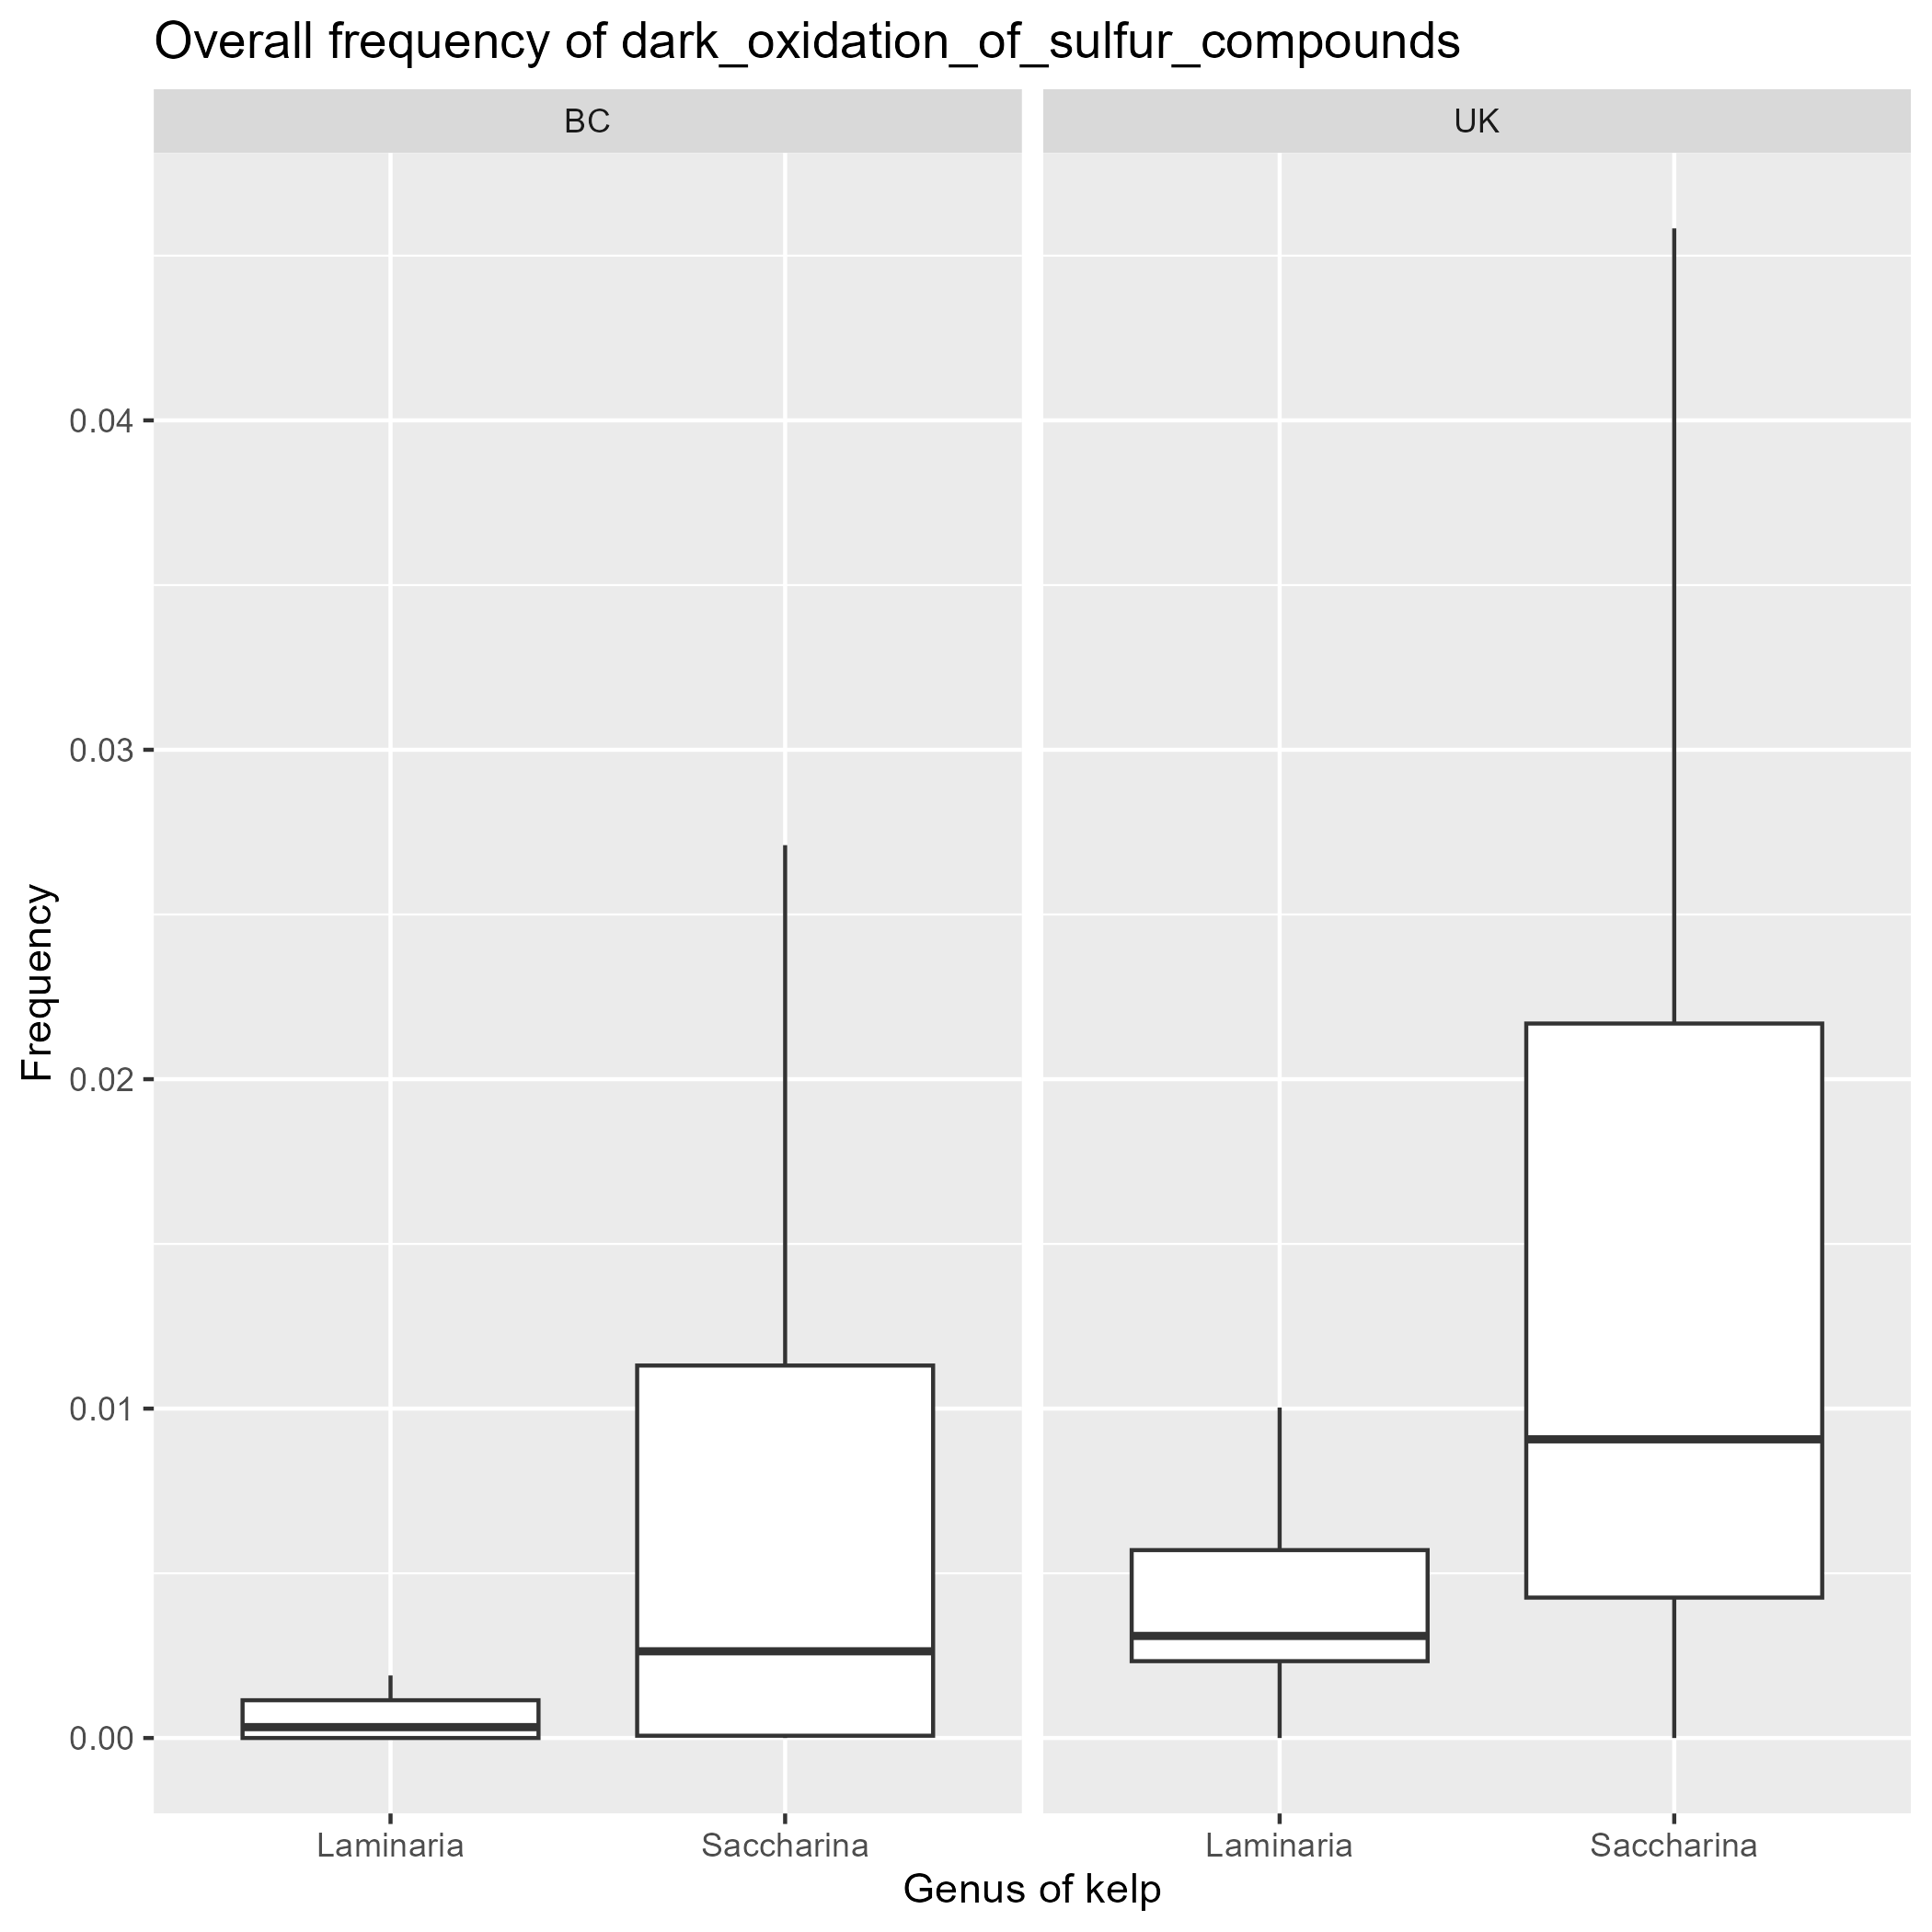 Overall frequency of dark_oxidation_of_sulfur_compounds
BC
UK
Frequency
0.04
0.03
0.02
0.01
0.00
Laminaria
Saccharina
Laminaria
Saccharina
Genus of kelp